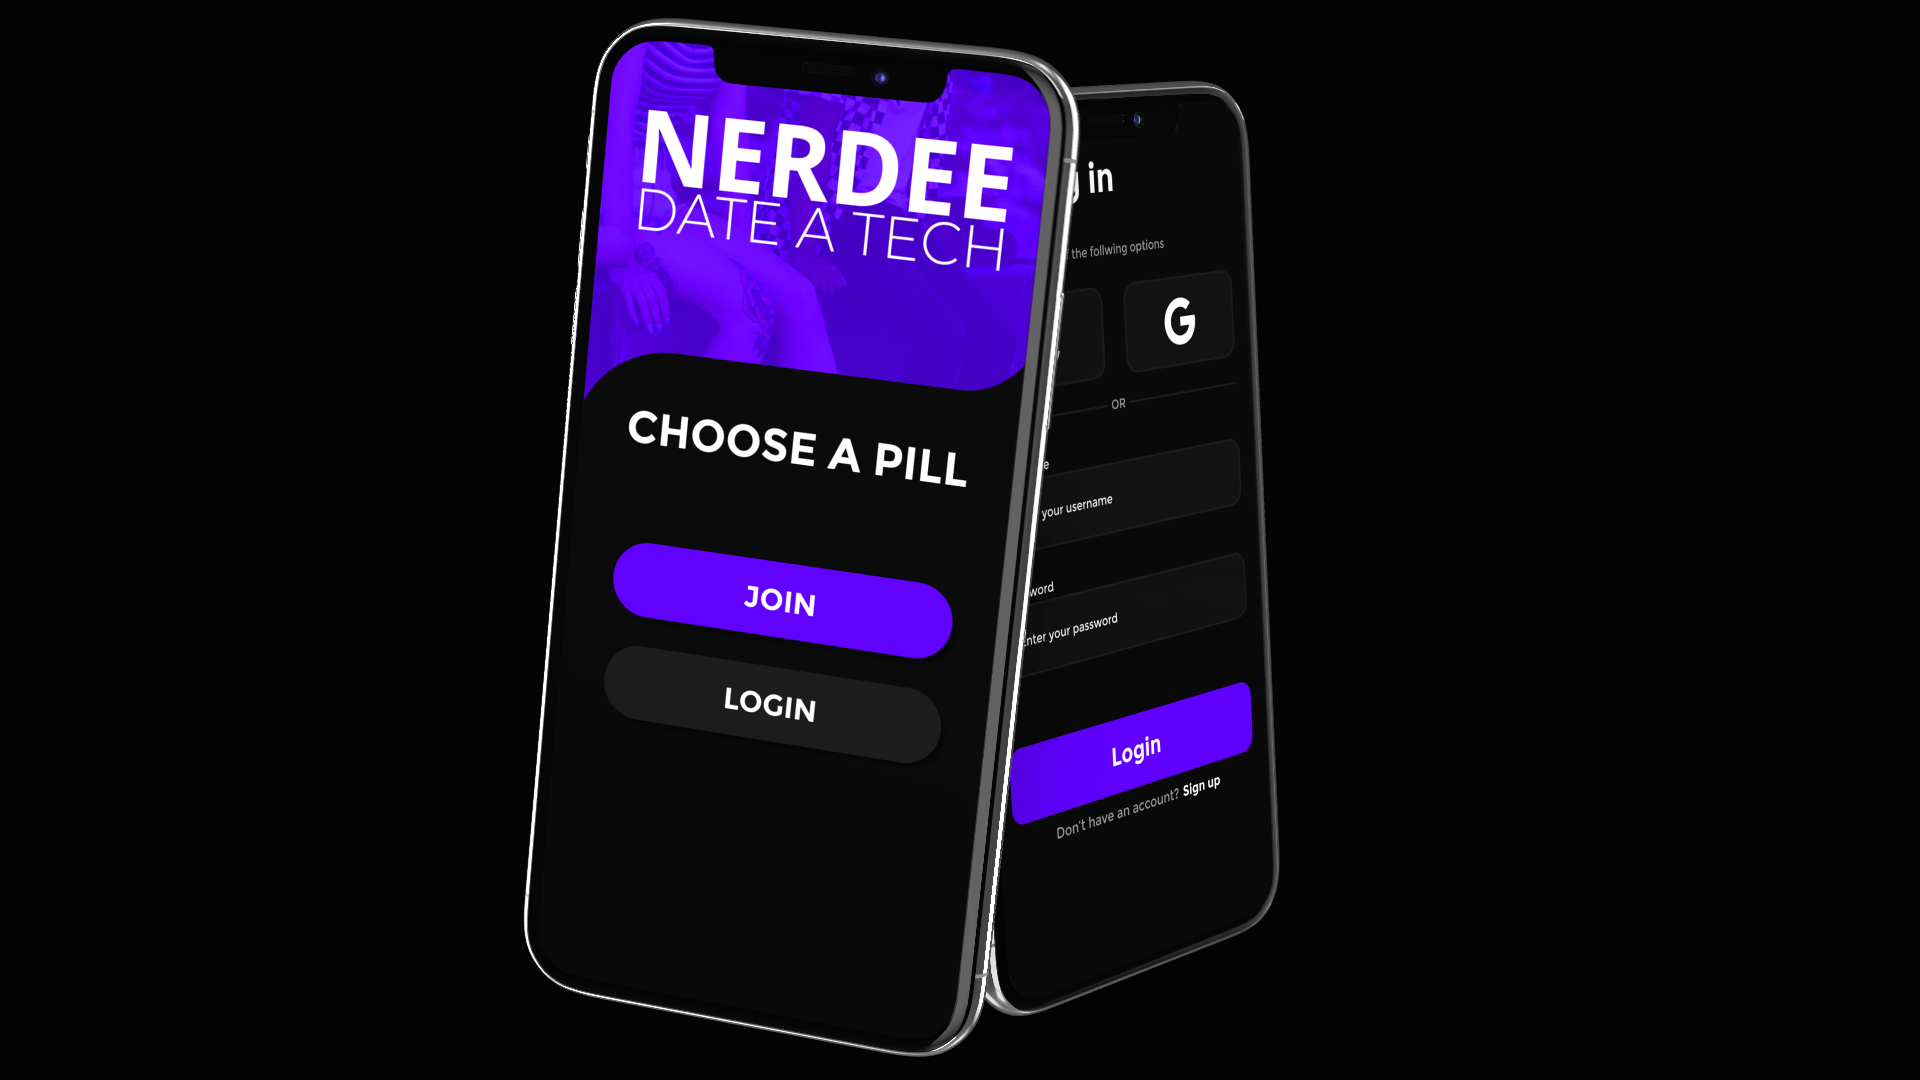 NERDEE
DATE A TECH
CHOOSE A PILL
JOIN
LOGIN
in
the follwing options
G
OR
your username
Enter your password
Login
Don't have an account? Sign up